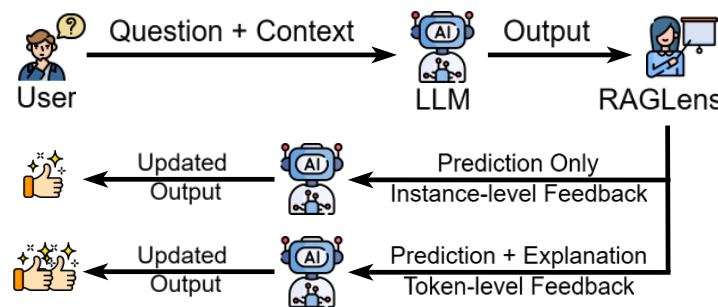 ?
Question + Context
Output
AI
User
LLM
RAGLens
Updated
Output
AI
Prediction Only
Instance-level Feedback
Updated
Output
AI
Prediction + Explanation
Token-level Feedback